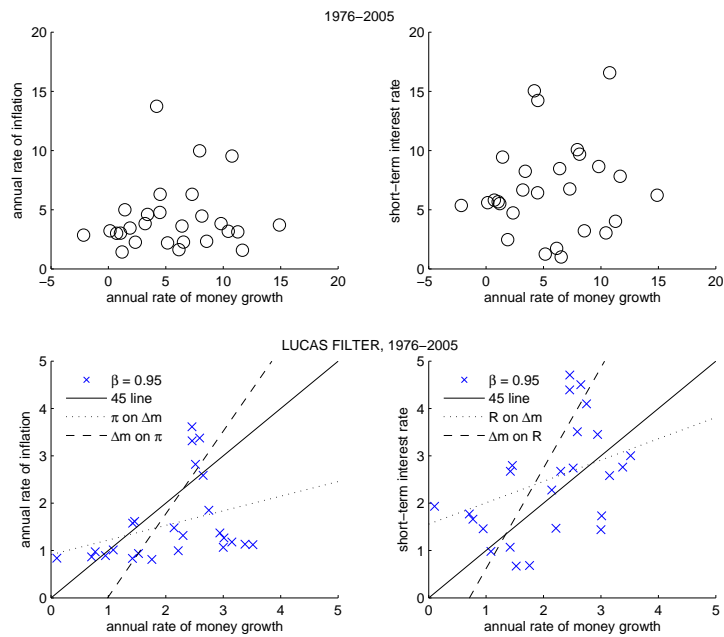 1976−2005
20
15
10
5
0
−5 0 5 10 15 20
annual rate of money growth
annual rate of inflation
20
15
10
5
0
−5 0 5 10 15 20
annual rate of money growth
short−term interest rate
LUCAS FILTER, 1976−2005
5
4
3
2
1
0
0 1 2 3 4 5
annual rate of money growth
annual rate of inflation
β = 0.95
45 line
π on Δm
Δm on π
5
4
3
2
1
0
0 1 2 3 4 5
annual rate of money growth
short−term interest rate
β = 0.95
45 line
R on Δm
Δm on R